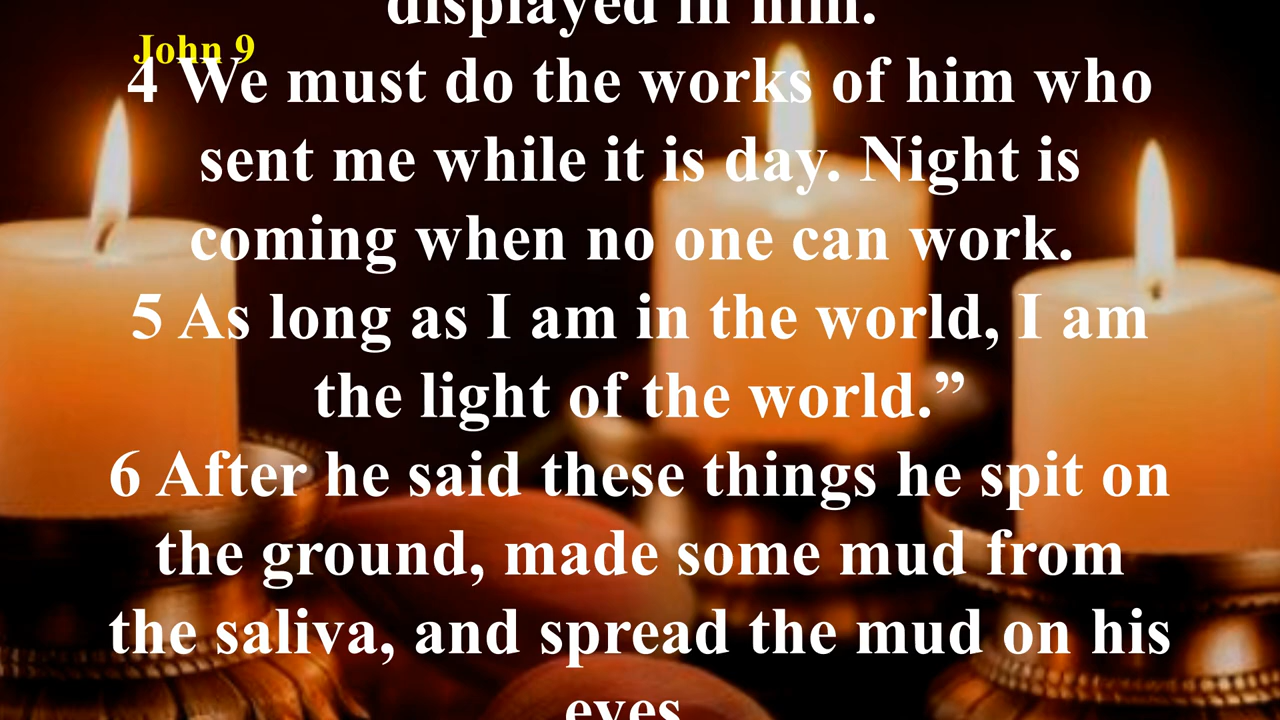 displayed in him.
John 9
4 We must do the works of him who
sent me while it is day. Night is
coming when no one can work.
5 As long as I am in the world, I am
the light of the world.”
6 After he said these things he spit on
the ground, made some mud from
the saliva, and spread the mud on his
eyes